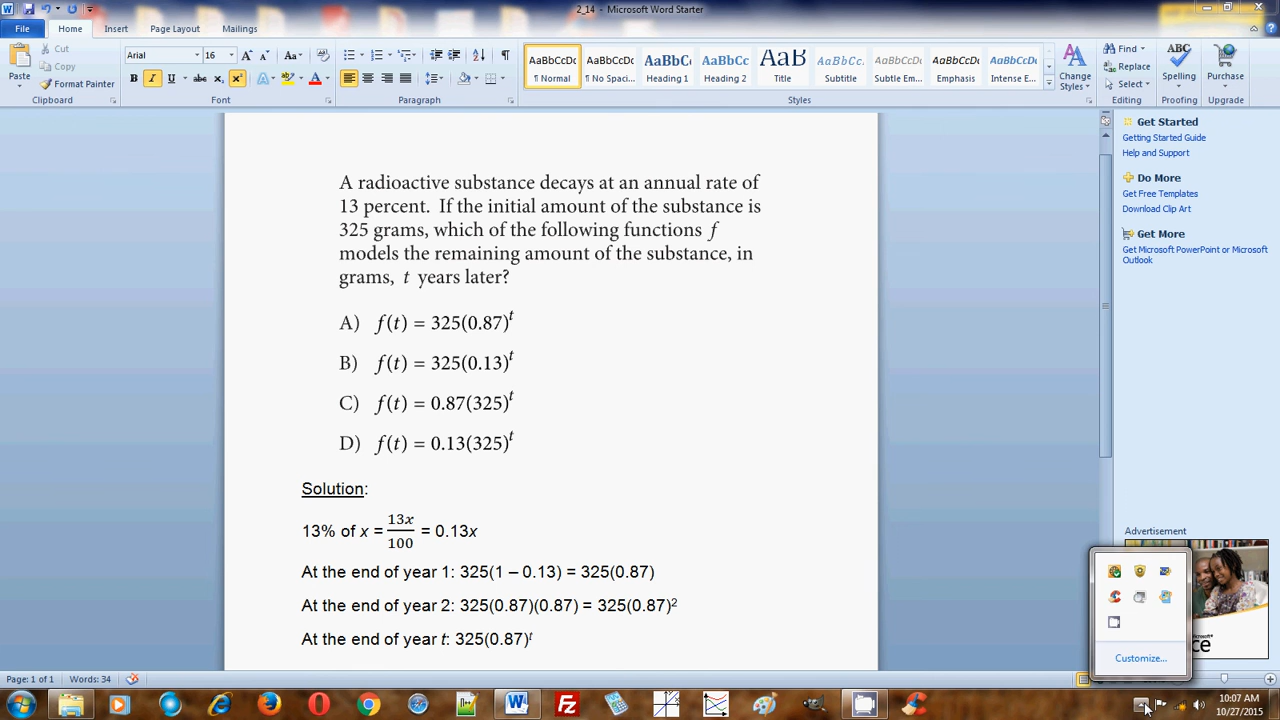 2_14 - Microsoft Word Starter
File Home Insert Page Layout Mailings
Paste
Cut
Copy
Format Painter
Clipboard
Arial 16
B I U abc x₂ x²
Font
Paragraph
AaBbCcDc AaBbCcDc AaBbC AaBbCc AaB AaBbCc. AaBbCcDc AaBbCcDc AaBbCcDc
¶ Normal ¶ No Spaci... Heading 1 Heading 2 Title Subtitle Subtle Em... Emphasis Intense E...
Change Styles
Styles
Find
Replace
Select
Editing
Spelling
Proofing
Purchase
Upgrade
A radioactive substance decays at an annual rate of
13 percent. If the initial amount of the substance is
325 grams, which of the following functions f
models the remaining amount of the substance, in
grams, t years later?
A) f(t) = 325(0.87)^t
B) f(t) = 325(0.13)^t
C) f(t) = 0.87(325)^t
D) f(t) = 0.13(325)^t
Solution:
13% of x = 13x/100 = 0.13x
At the end of year 1: 325(1 – 0.13) = 325(0.87)
At the end of year 2: 325(0.87)(0.87) = 325(0.87)²
At the end of year t: 325(0.87)^t
Get Started
Getting Started Guide
Help and Support
Do More
Get Free Templates
Download Clip Art
Get More
Get Microsoft PowerPoint or Microsoft
Outlook
Advertisement
Customize...
Page: 1 of 1 Words: 34
10:07 AM
10/27/2015